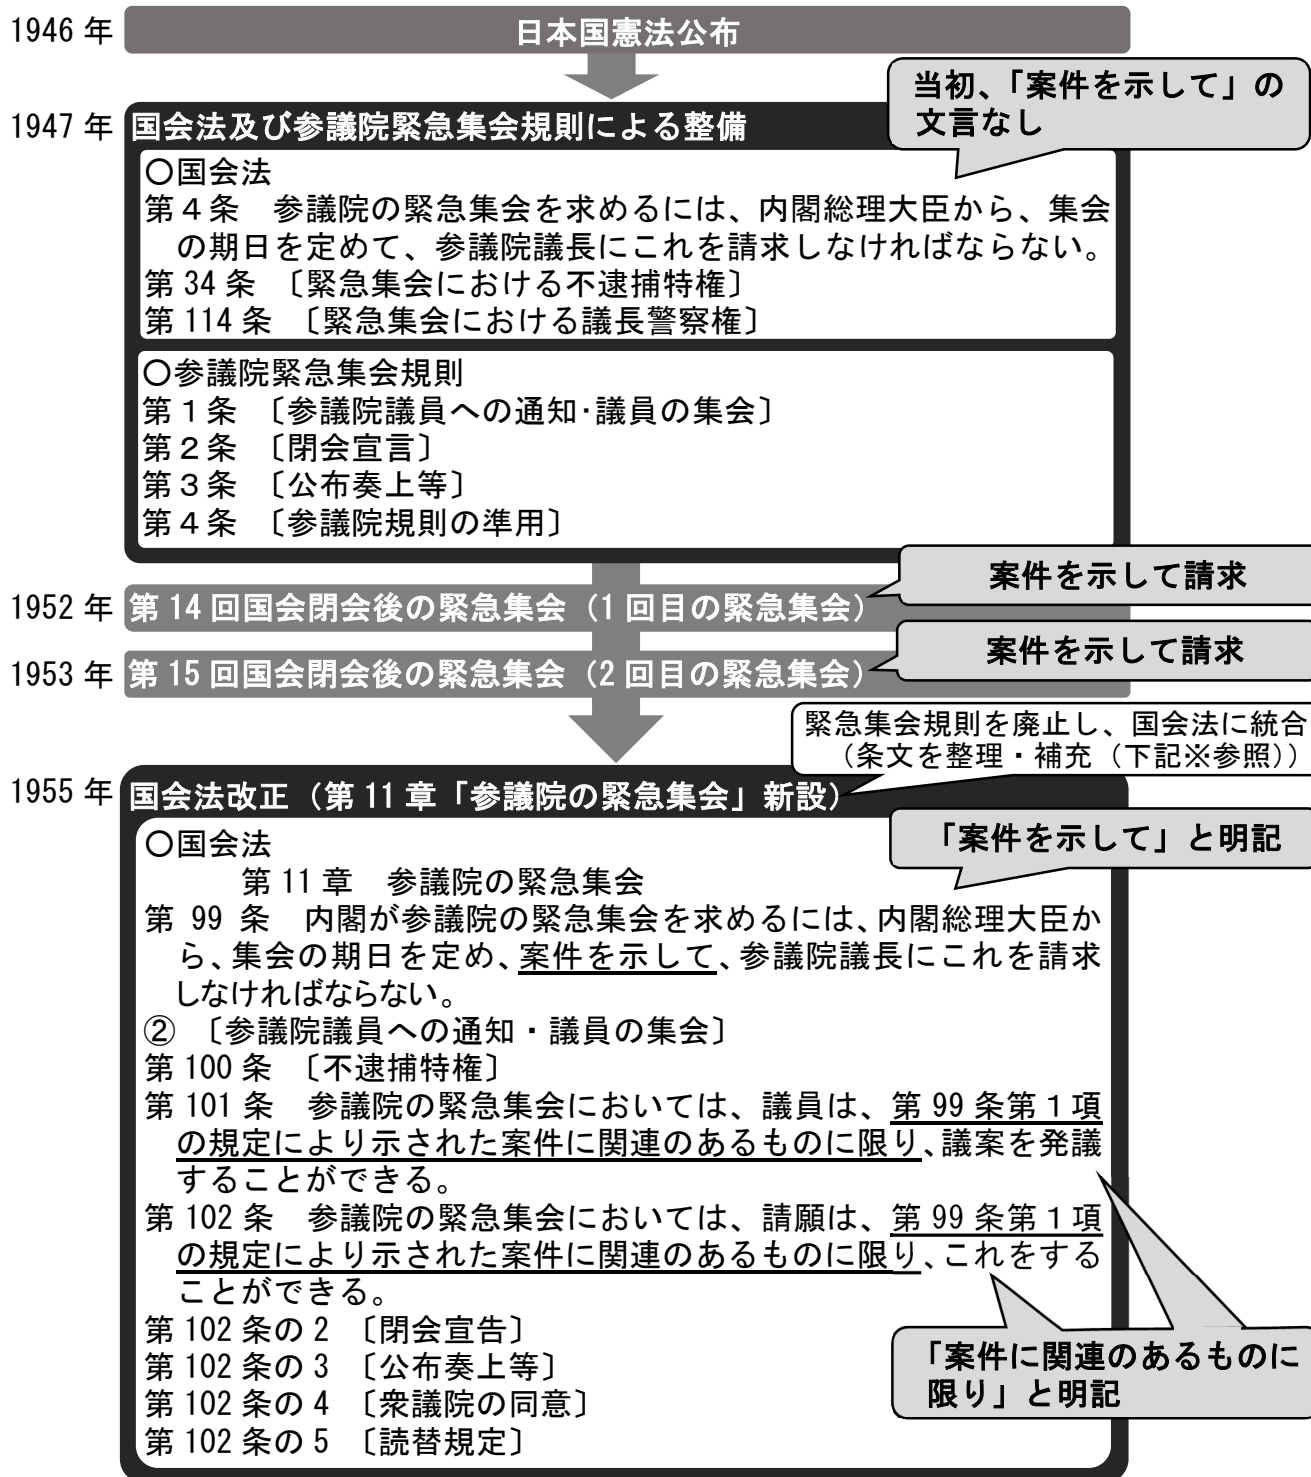 1946 年
日本国憲法公布
当初、「案件を示して」の
文言なし
1947 年
国会法及び参議院緊急集会規則による整備
〇国会法
第４条　参議院の緊急集会を求めるには、内閣総理大臣から、集会
の期日を定めて、参議院議長にこれを請求しなければならない。
第 34 条　〔緊急集会における不逮捕特権〕
第 114 条　〔緊急集会における議長警察権〕
〇参議院緊急集会規則
第１条　〔参議院議員への通知･議員の集会〕
第２条　〔閉会宣言〕
第３条　〔公布奏上等〕
第４条　〔参議院規則の準用〕
案件を示して請求
1952 年
第 14 回国会閉会後の緊急集会（1 回目の緊急集会）
案件を示して請求
1953 年
第 15 回国会閉会後の緊急集会（2 回目の緊急集会）
緊急集会規則を廃止し、国会法に統合
（条文を整理・補充（下記※参照））
1955 年
国会法改正（第 11 章「参議院の緊急集会」新設）
「案件を示して」と明記
〇国会法
第 11 章　参議院の緊急集会
第 99 条　内閣が参議院の緊急集会を求めるには、内閣総理大臣か
ら、集会の期日を定め、案件を示して、参議院議長にこれを請求
しなければならない。
②　〔参議院議員への通知・議員の集会〕
第 100 条　〔不逮捕特権〕
第 101 条　参議院の緊急集会においては、議員は、第 99 条第１項
の規定により示された案件に関連のあるものに限り、議案を発議
することができる。
第 102 条　参議院の緊急集会においては、請願は、第 99 条第１項
の規定により示された案件に関連のあるものに限り、これをする
ことができる。
第 102 条の 2　〔閉会宣告〕
第 102 条の 3　〔公布奏上等〕
第 102 条の 4　〔衆議院の同意〕
第 102 条の 5　〔読替規定〕
「案件に関連のあるものに
限り」と明記